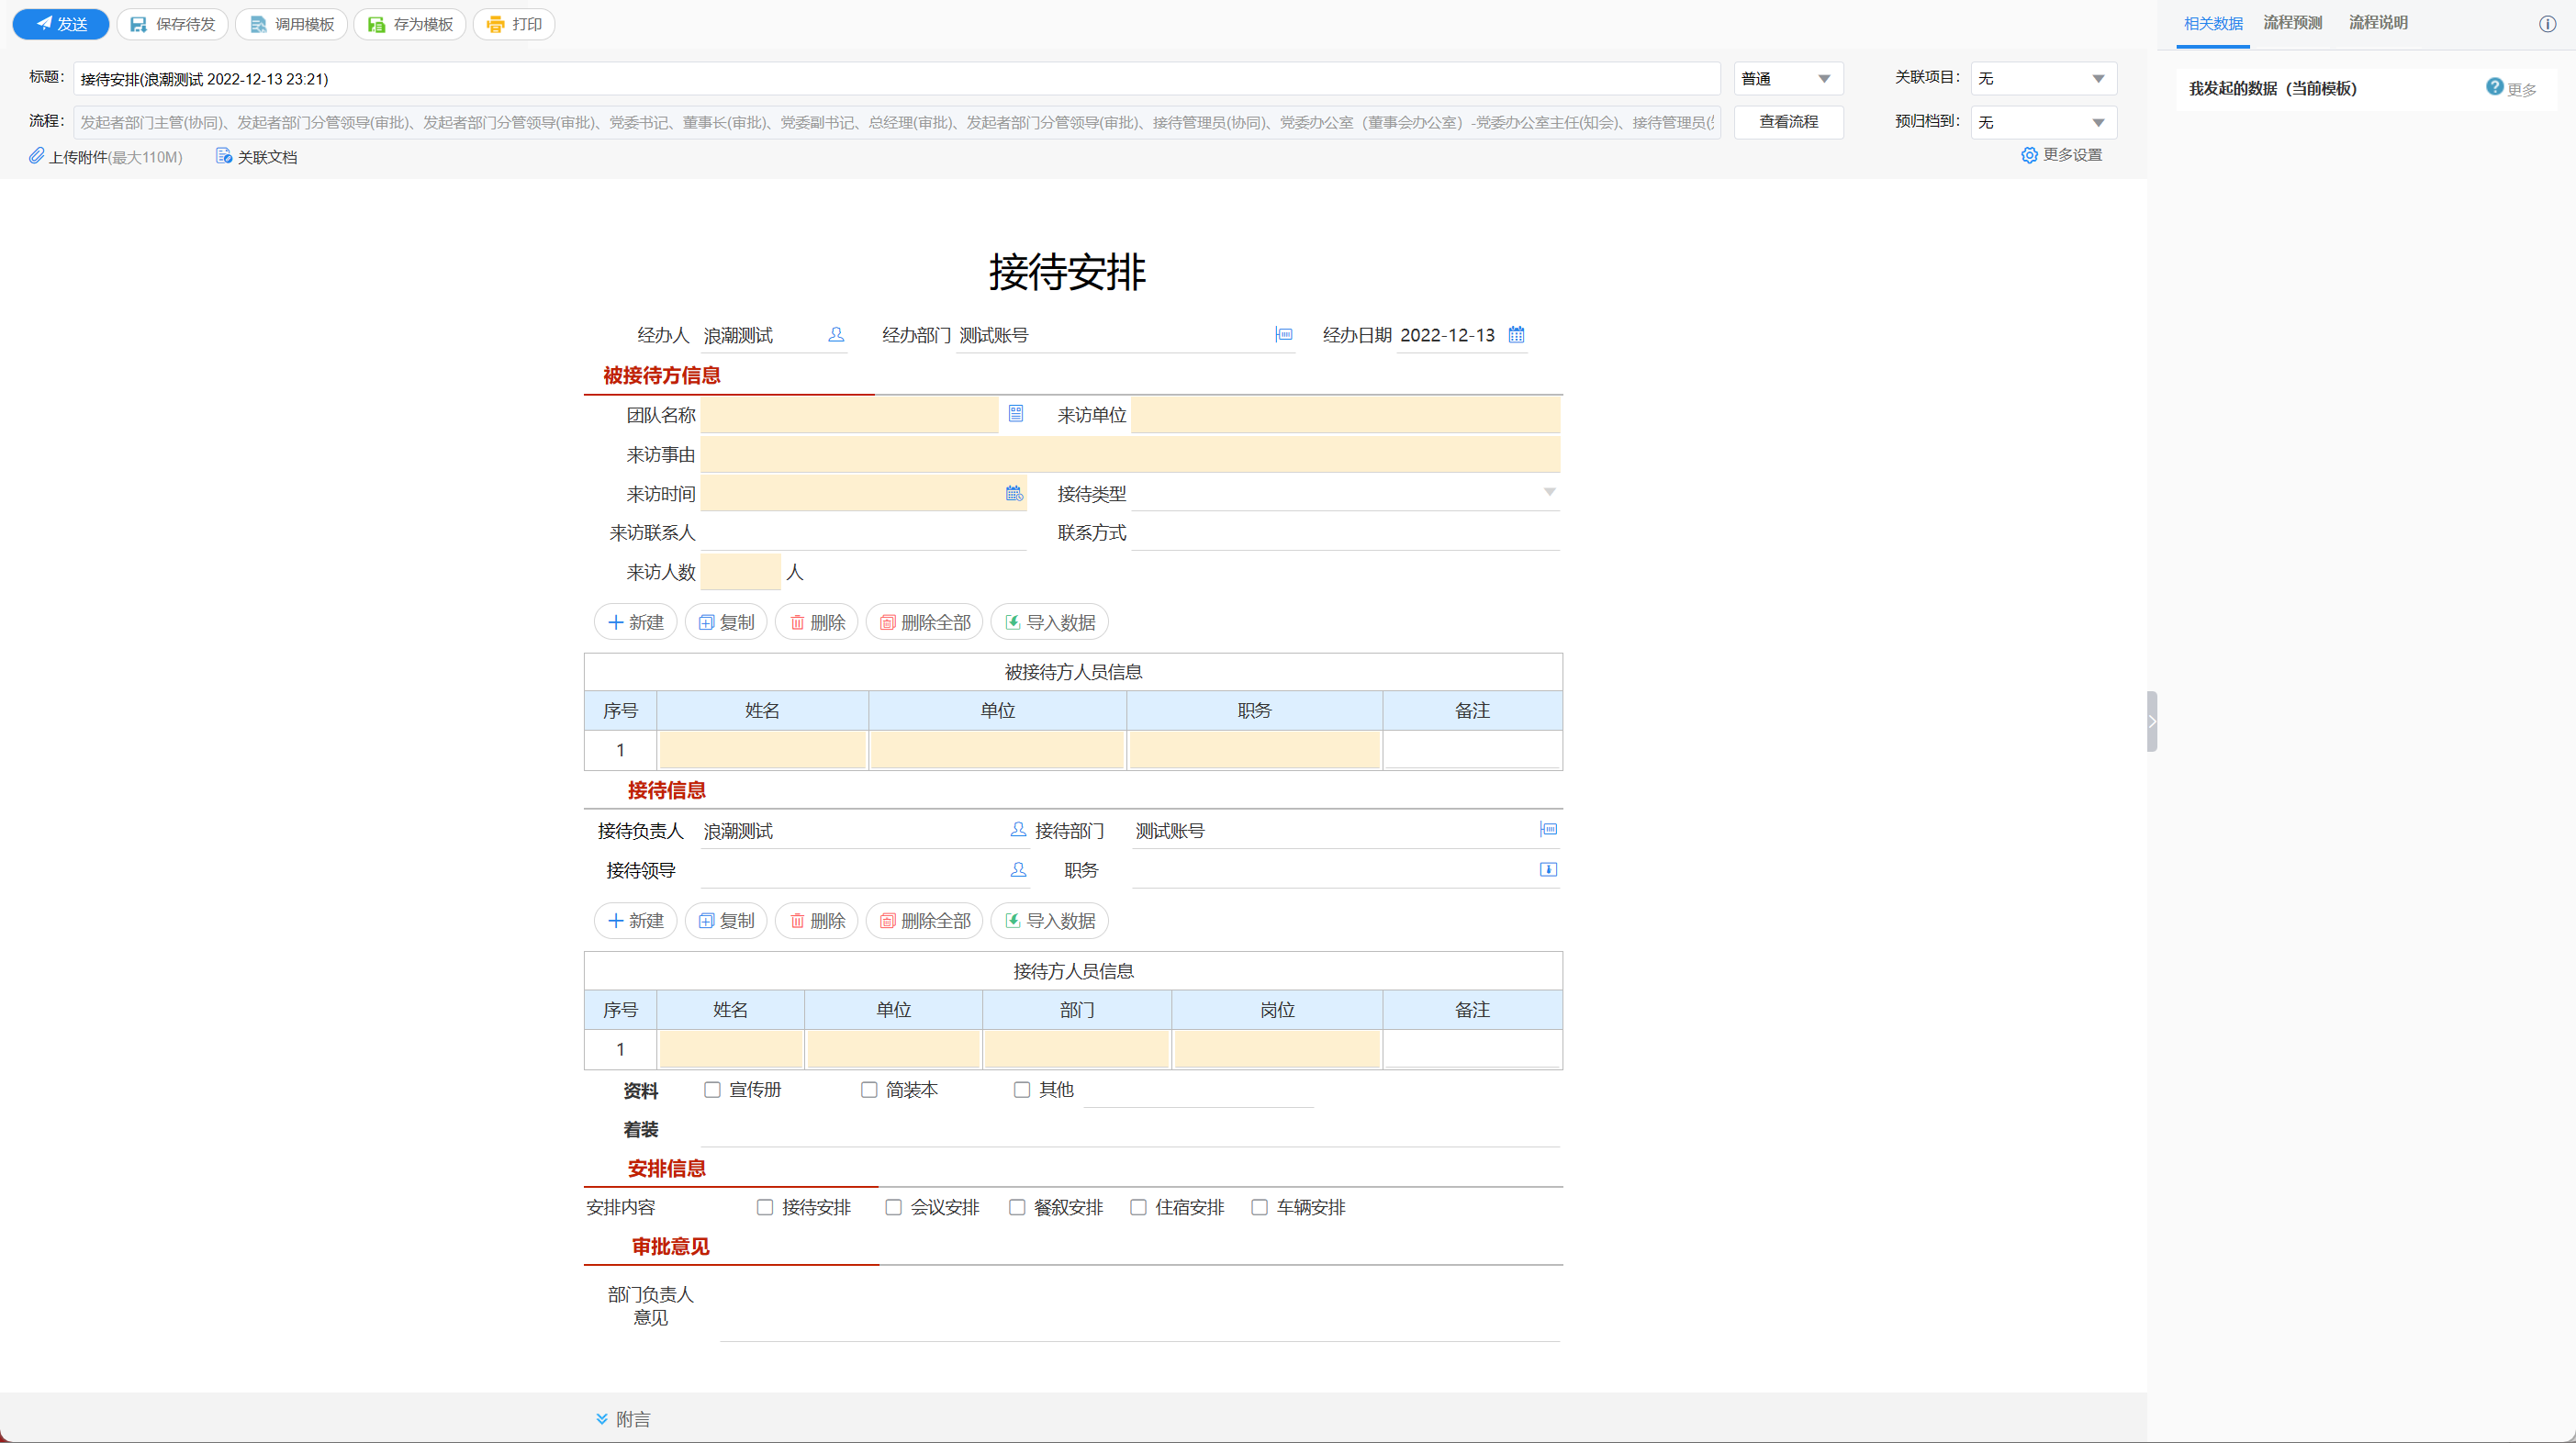 发送 保存待发 调用模板 存为模板 打印
相关数据 流程预测 流程说明
标题: 接待安排(浪潮测试 2022-12-13 23:21) 普通 关联项目: 无
我发起的数据（当前模板） 更多
流程: 发起者部门主管(协同)、发起者部门分管领导(审批)、发起者部门分管领导(审批)、党委书记、董事长(审批)、党委副书记、总经理(审批)、发起者部门分管领导(审批)、接待管理员(协同)、党委办公室（董事会办公室）-党委办公室主任(知会)、接待管理员( 查看流程 预归档到: 无
上传附件(最大110M) 关联文档 更多设置
接待安排
经办人 浪潮测试 经办部门 测试账号 经办日期 2022-12-13
被接待方信息
团队名称 来访单位
来访事由
来访时间 接待类型
来访联系人 联系方式
来访人数 人
新建 复制 删除 删除全部 导入数据
被接待方人员信息
序号 姓名 单位 职务 备注
1
接待信息
接待负责人 浪潮测试 接待部门 测试账号
接待领导 职务
新建 复制 删除 删除全部 导入数据
接待方人员信息
序号 姓名 单位 部门 岗位 备注
1
资料 宣传册 简装本 其他
着装
安排信息
安排内容 接待安排 会议安排 餐叙安排 住宿安排 车辆安排
审批意见
部门负责人
意见
附言